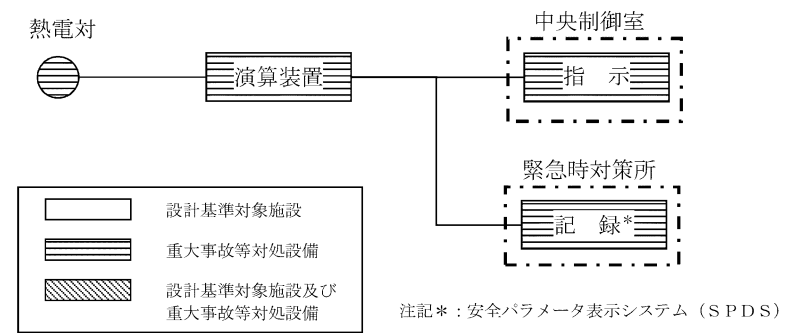 中央制御室
熱電対
演算装置
指　示
緊急時対策所
記　録*
設計基準対象施設
重大事故等対処設備
設計基準対象施設及び
重大事故等対処設備
注記＊：安全パラメータ表示システム（ＳＰＤＳ）